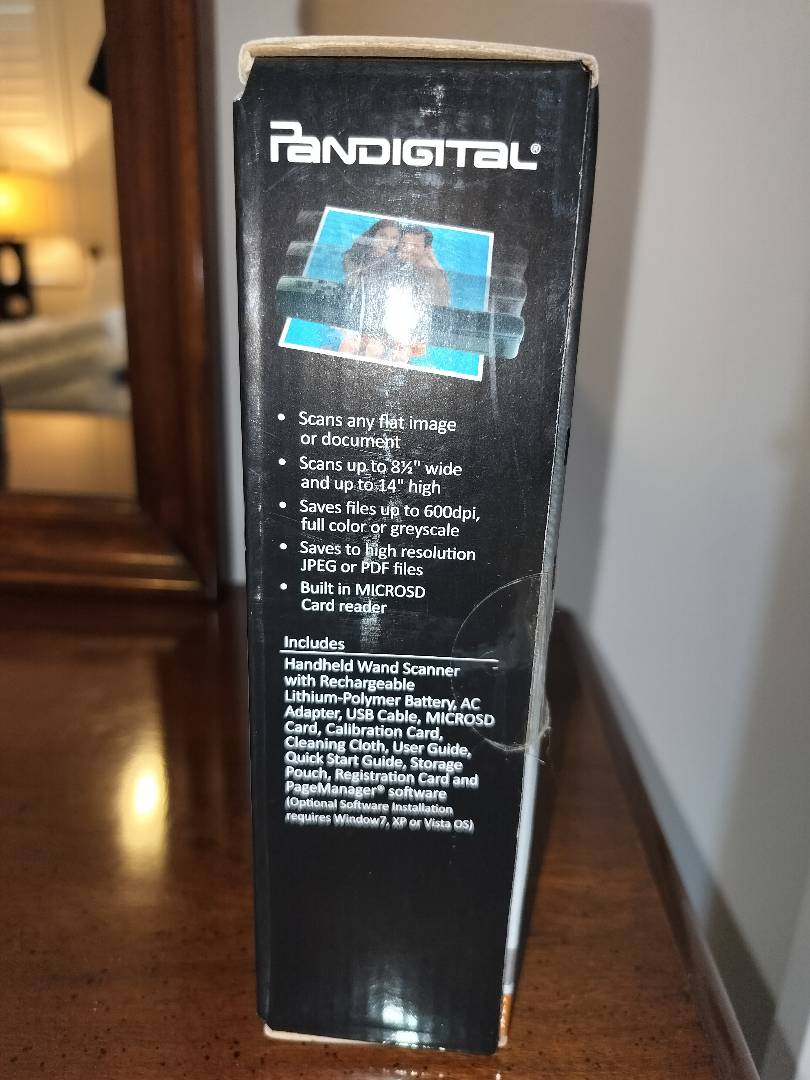 PANDIGITAL®
• Scans any flat image
or document
• Scans up to 8½" wide
and up to 14" high
• Saves files up to 600dpi,
full color or greyscale
• Saves to high resolution
JPEG or PDF files
• Built in MICROSD
Card reader
Includes
Handheld Wand Scanner
with Rechargeable
Lithium-Polymer Battery, AC
Adapter, USB Cable, MICROSD
Card, Calibration Card,
Cleaning Cloth, User Guide,
Quick Start Guide, Storage
Pouch, Registration Card and
PageManager® software
(Optional Software Installation
requires Window7, XP or Vista OS)